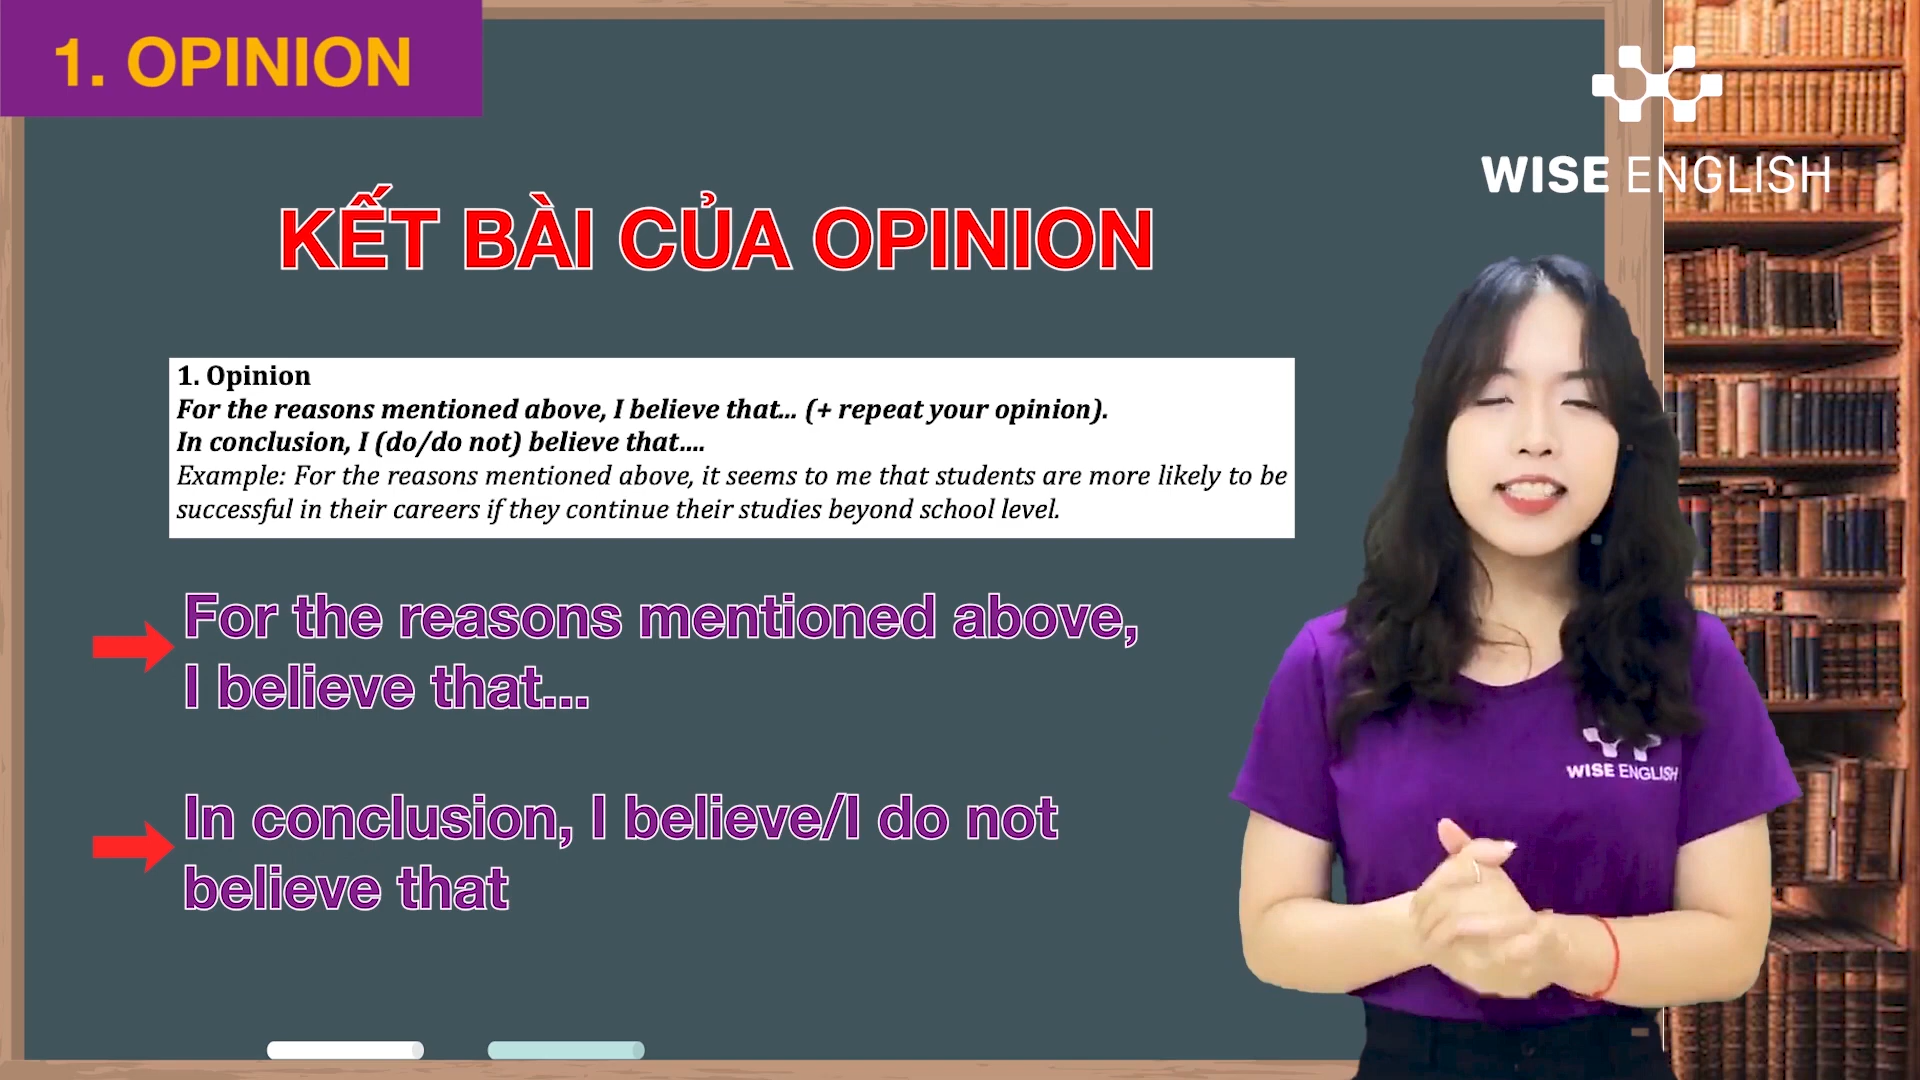 1. OPINION
WISE ENGLISH
KẾT BÀI CỦA OPINION
1. Opinion
For the reasons mentioned above, I believe that... (+ repeat your opinion).
In conclusion, I (do/do not) believe that....
Example: For the reasons mentioned above, it seems to me that students are more likely to be
successful in their careers if they continue their studies beyond school level.
For the reasons mentioned above,
I believe that...
In conclusion, I believe/I do not
believe that
WISE ENGLISH